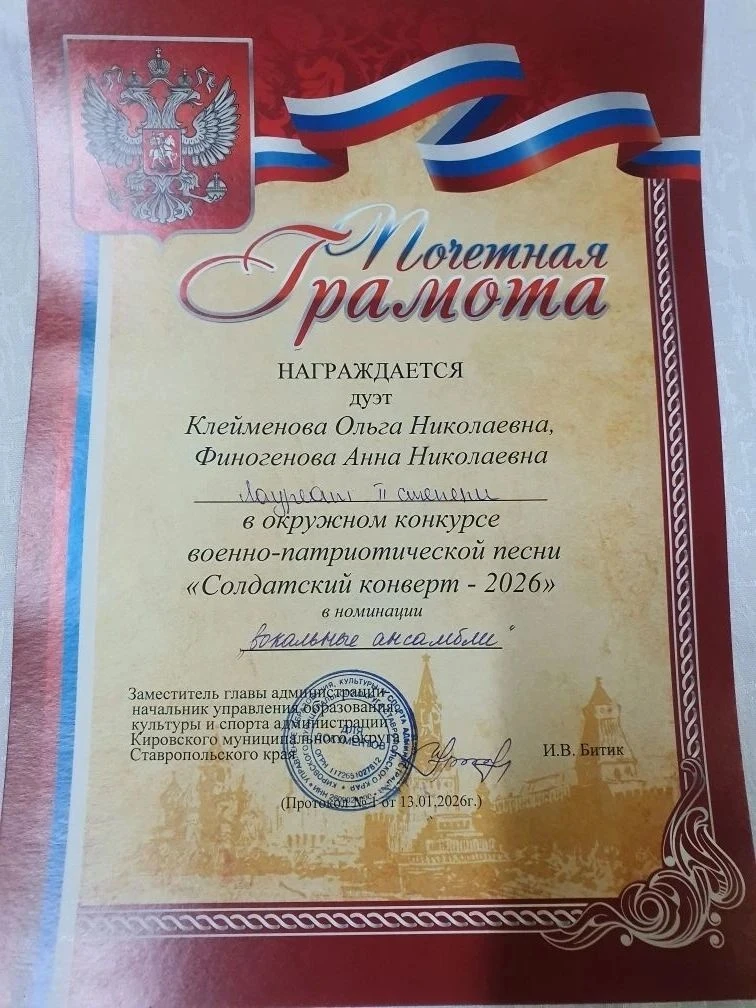 Почетная
Грамота
НАГРАЖДАЕТСЯ
дуэт
Клейменова Ольга Николаевна,
Финогенова Анна Николаевна
Лауреат II степени
в окружном конкурсе
военно-патриотической песни
«Солдатский конверт - 2026»
в номинации
„вокальные ансамбли"
Заместитель главы администрации
начальник управления образования,
культуры и спорта администрации
Кировского муниципального округа
Ставропольского края
И.В. Битик
ДЛЯ
ДОКУМЕНТОВ
(Протокол № 1 от 13.01.2026г.)